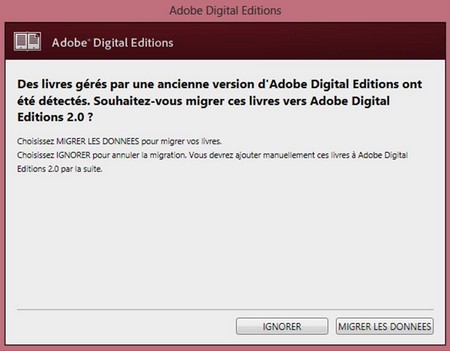 Adobe Digital Editions
Adobe® Digital Editions
Des livres gérés par une ancienne version d'Adobe Digital Editions ont
été détectés. Souhaitez-vous migrer ces livres vers Adobe Digital
Editions 2.0 ?
Choisissez MIGRER LES DONNEES pour migrer vos livres.
Choisissez IGNORER pour annuler la migration. Vous devrez ajouter manuellement ces livres à Adobe Digital
Editions 2.0 par la suite.
IGNORER
MIGRER LES DONNEES